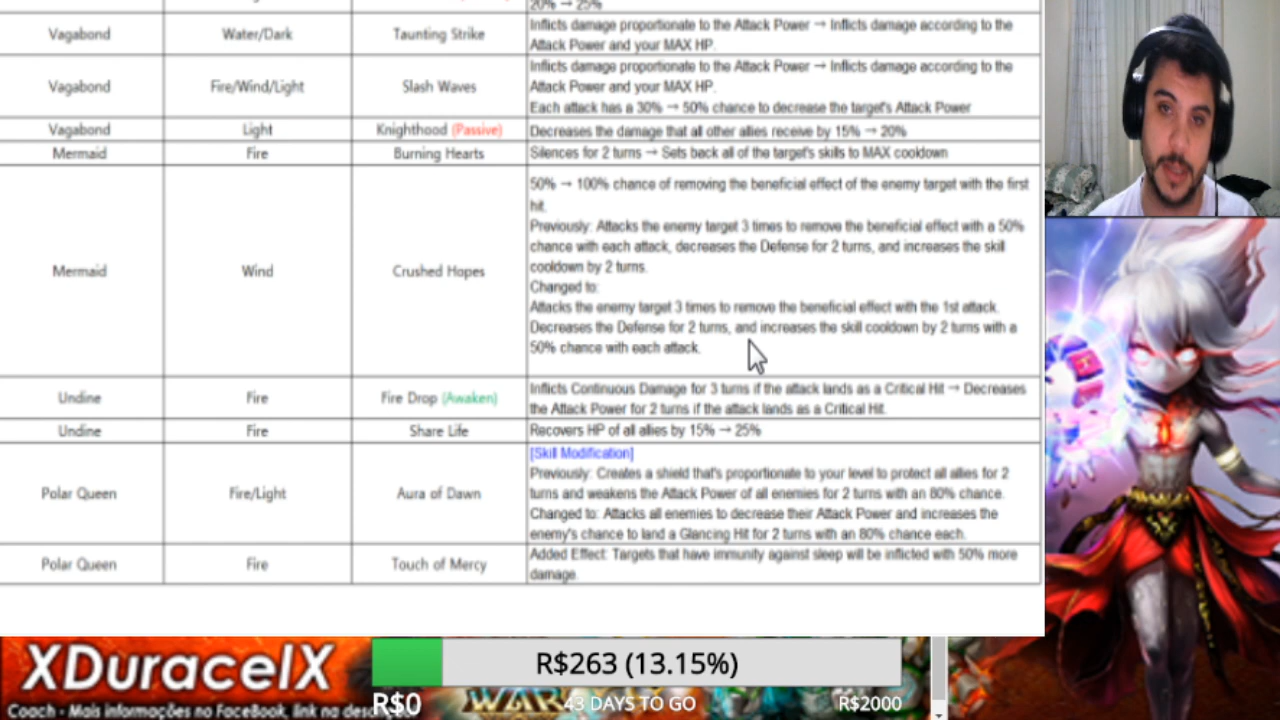 20% → 25%
Vagabond Water/Dark Taunting Strike Inflicts damage proportionate to the Attack Power → Inflicts damage according to the
Attack Power and your MAX HP.
Vagabond Fire/Wind/Light Slash Waves Inflicts damage proportionate to the Attack Power → Inflicts damage according to the
Attack Power and your MAX HP.
Each attack has a 30% → 50% chance to decrease the target's Attack Power
Vagabond Light Knighthood (Passive) Decreases the damage that all other allies receive by 15% → 20%
Mermaid Fire Burning Hearts Silences for 2 turns → Sets back all of the target's skills to MAX cooldown
Mermaid Wind Crushed Hopes 50% → 100% chance of removing the beneficial effect of the enemy target with the first
hit.
Previously: Attacks the enemy target 3 times to remove the beneficial effect with a 50%
chance with each attack, decreases the Defense for 2 turns, and increases the skill
cooldown by 2 turns.
Changed to:
Attacks the enemy target 3 times to remove the beneficial effect with the 1st attack.
Decreases the Defense for 2 turns, and increases the skill cooldown by 2 turns with a
50% chance with each attack.
Undine Fire Fire Drop (Awaken) Inflicts Continuous Damage for 3 turns if the attack lands as a Critical Hit → Decreases
the Attack Power for 2 turns if the attack lands as a Critical Hit.
Undine Fire Share Life Recovers HP of all allies by 15% → 25%
Polar Queen Fire/Light Aura of Dawn [Skill Modification]
Previously: Creates a shield that's proportionate to your level to protect all allies for 2
turns and weakens the Attack Power of all enemies for 2 turns with an 80% chance.
Changed to: Attacks all enemies to decrease their Attack Power and increases the
enemy's chance to land a Glancing Hit for 2 turns with an 80% chance each.
Polar Queen Fire Touch of Mercy Added Effect: Targets that have immunity against sleep will be inflicted with 50% more
damage.
XDuracelX
R$263 (13.15%)
R$0 WAR 43 DAYS TO GO R$2000
Coach - Mais informações no FaceBook, link na